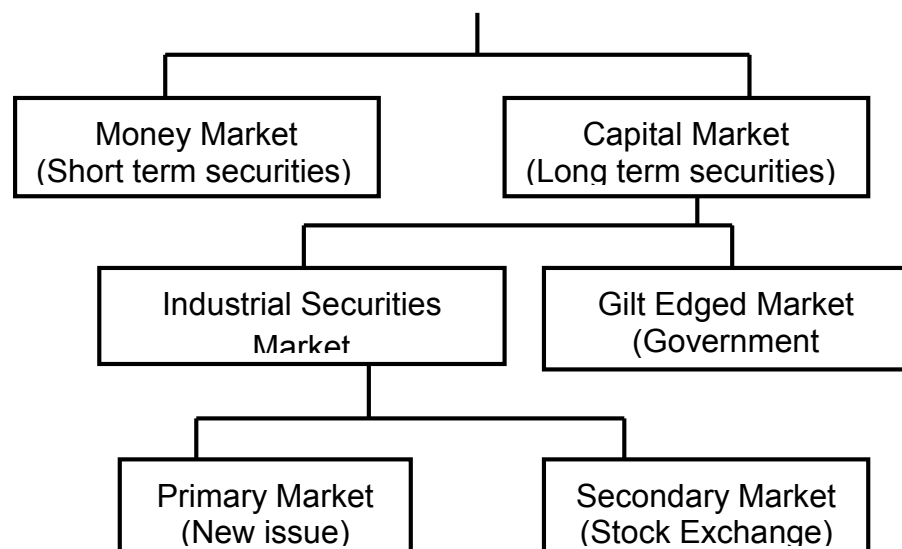 Money Market
(Short term securities)
Capital Market
(Long term securities)
Industrial Securities
Market
Gilt Edged Market
(Government
Primary Market
(New issue)
Secondary Market
(Stock Exchange)